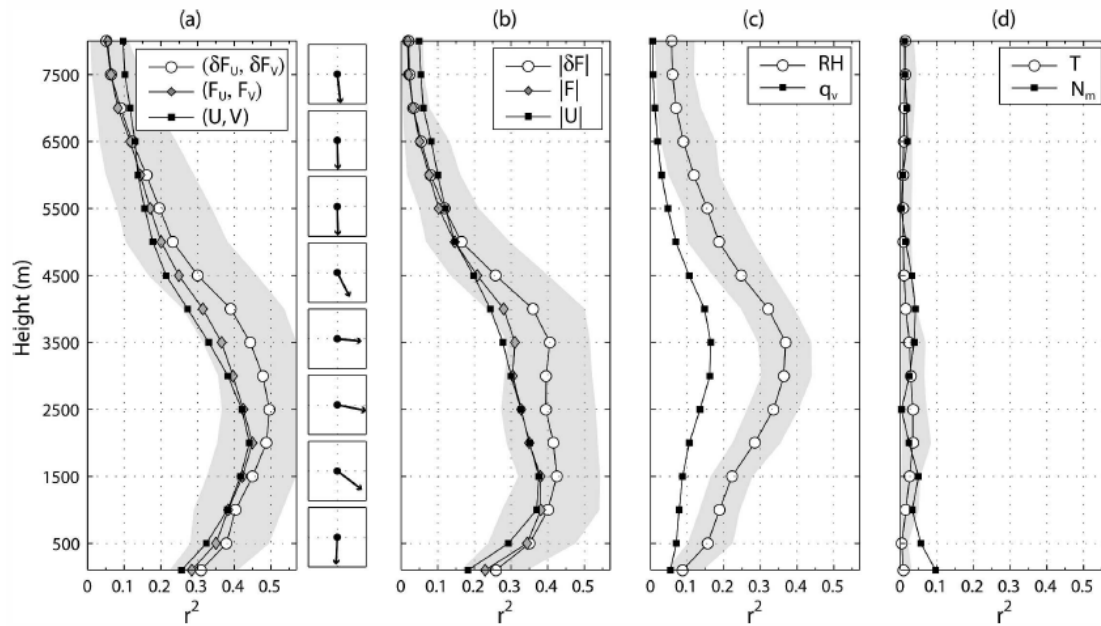 (a)
(b)
(c)
(d)
(δF_U, δF_V)
(F_U, F_V)
(U, V)
|δF|
|F|
|U|
RH
q_v
T
N_m
Height (m)
7500
6500
5500
4500
3500
2500
1500
500
0 0.1 0.2 0.3 0.4 0.5
0 0.1 0.2 0.3 0.4 0.5
0 0.1 0.2 0.3 0.4 0.5
0 0.1 0.2 0.3 0.4 0.5
r²
r²
r²
r²